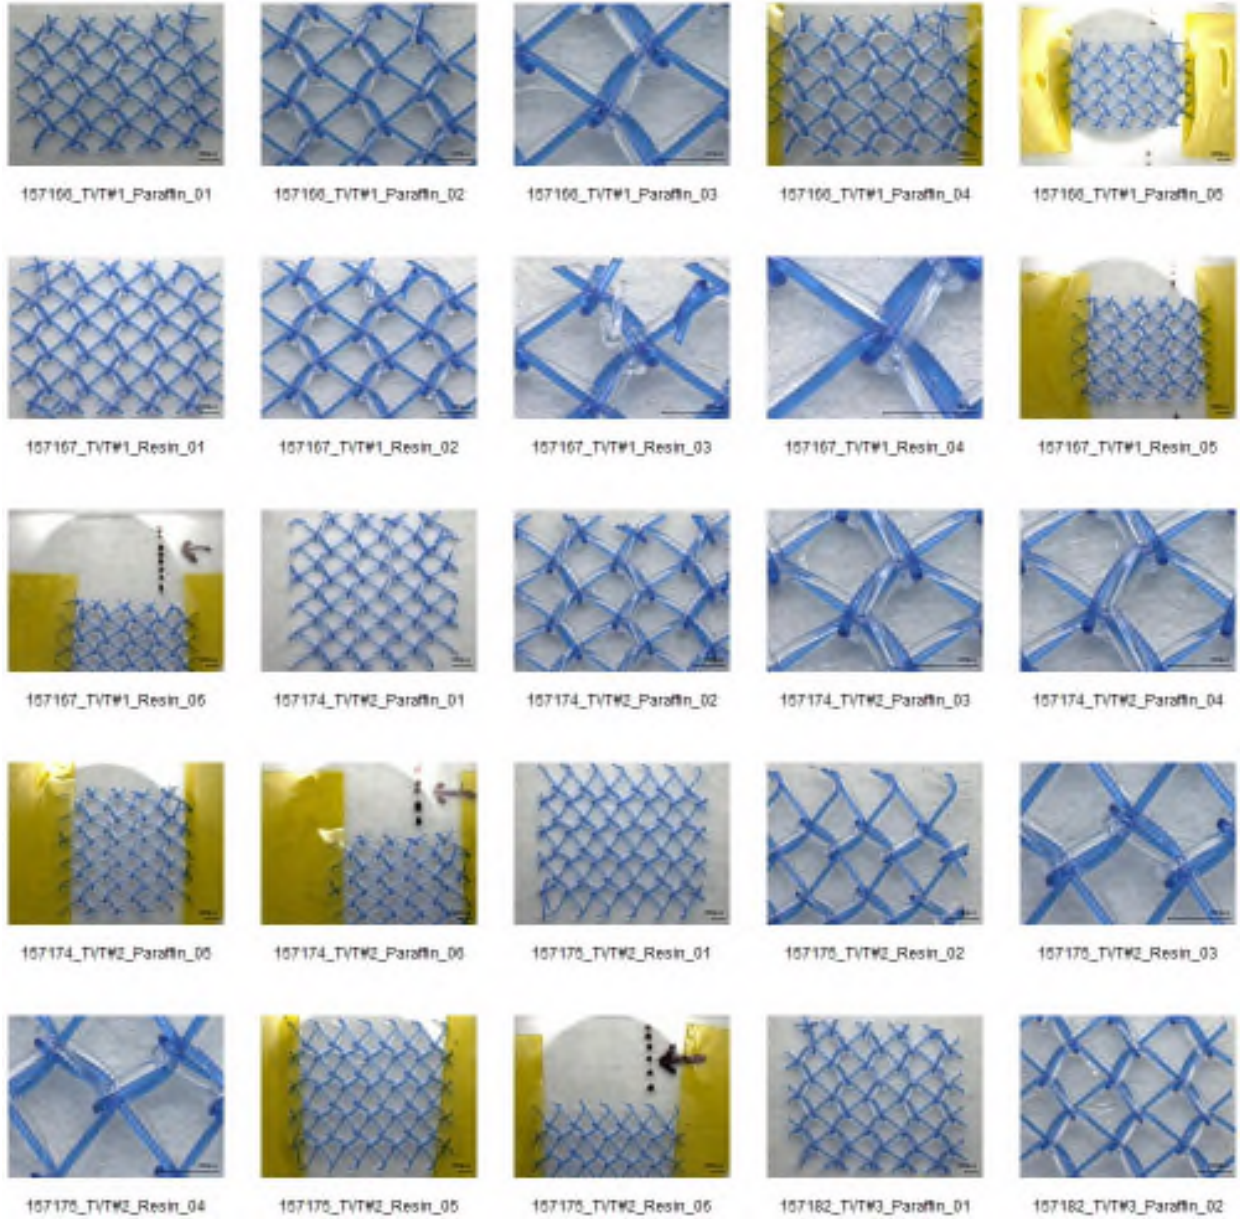 157166_TVT#1_Paraffin_01 157166_TVT#1_Paraffin_02 157166_TVT#1_Paraffin_03 157166_TVT#1_Paraffin_04 157166_TVT#1_Paraffin_05
157167_TVT#1_Resin_01 157167_TVT#1_Resin_02 157167_TVT#1_Resin_03 157167_TVT#1_Resin_04 157167_TVT#1_Resin_05
157167_TVT#1_Resin_06 157174_TVT#2_Paraffin_01 157174_TVT#2_Paraffin_02 157174_TVT#2_Paraffin_03 157174_TVT#2_Paraffin_04
157174_TVT#2_Paraffin_05 157174_TVT#2_Paraffin_06 157175_TVT#2_Resin_01 157175_TVT#2_Resin_02 157175_TVT#2_Resin_03
157175_TVT#2_Resin_04 157175_TVT#2_Resin_05 157175_TVT#2_Resin_06 157182_TVT#3_Paraffin_01 157182_TVT#3_Paraffin_02